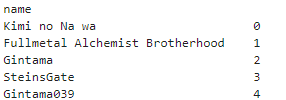 name
Kimi no Na wa 0
Fullmetal Alchemist Brotherhood 1
Gintama 2
SteinsGate 3
Gintama039 4